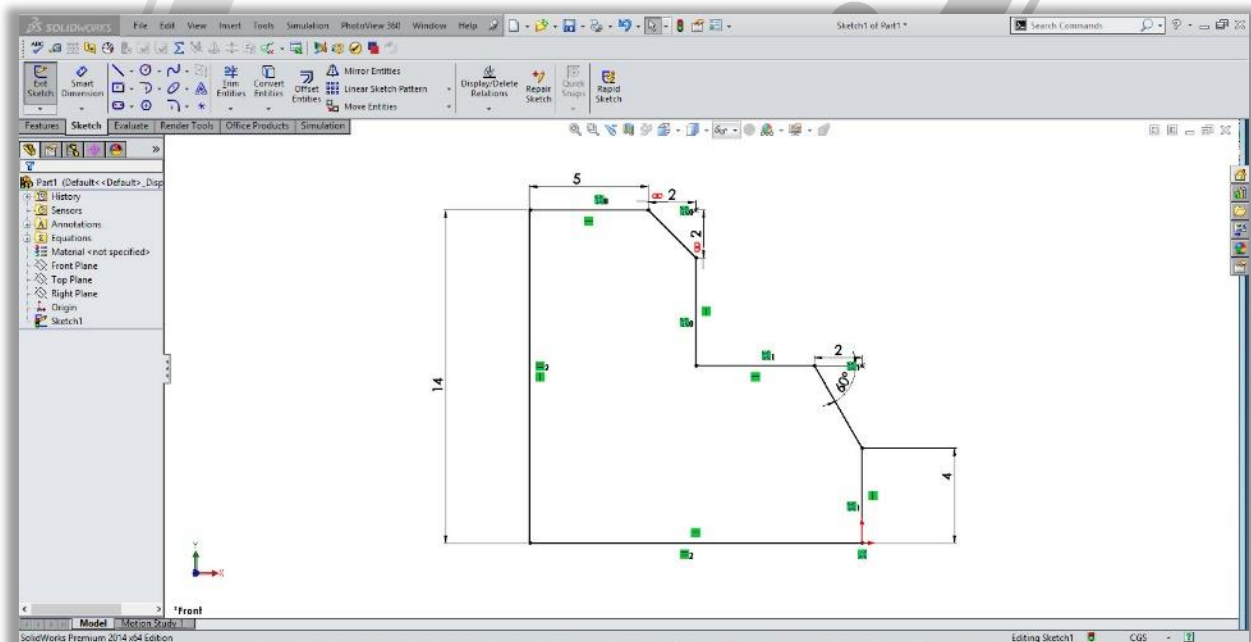 SOLIDWORKS File Edit View Insert Tools Simulation PhotoView 360 Window Help Sketch1 of Part1 * Search Commands
Exit Sketch Smart Dimension Trim Entities Convert Entities Offset Entities Mirror Entities Linear Sketch Pattern Move Entities Display/Delete Relations Repair Sketch Quick Snaps Rapid Sketch
Features Sketch Evaluate Render Tools Office Products Simulation
Part1 (Default<<Default>_Disp
History
Sensors
Annotations
Equations
Material <not specified>
Front Plane
Top Plane
Right Plane
Origin
Sketch1
5
2
2
14
2
60°
4
Y
X
*Front
Model Motion Study 1
SolidWorks Premium 2014 x64 Edition Editing Sketch1 CGS